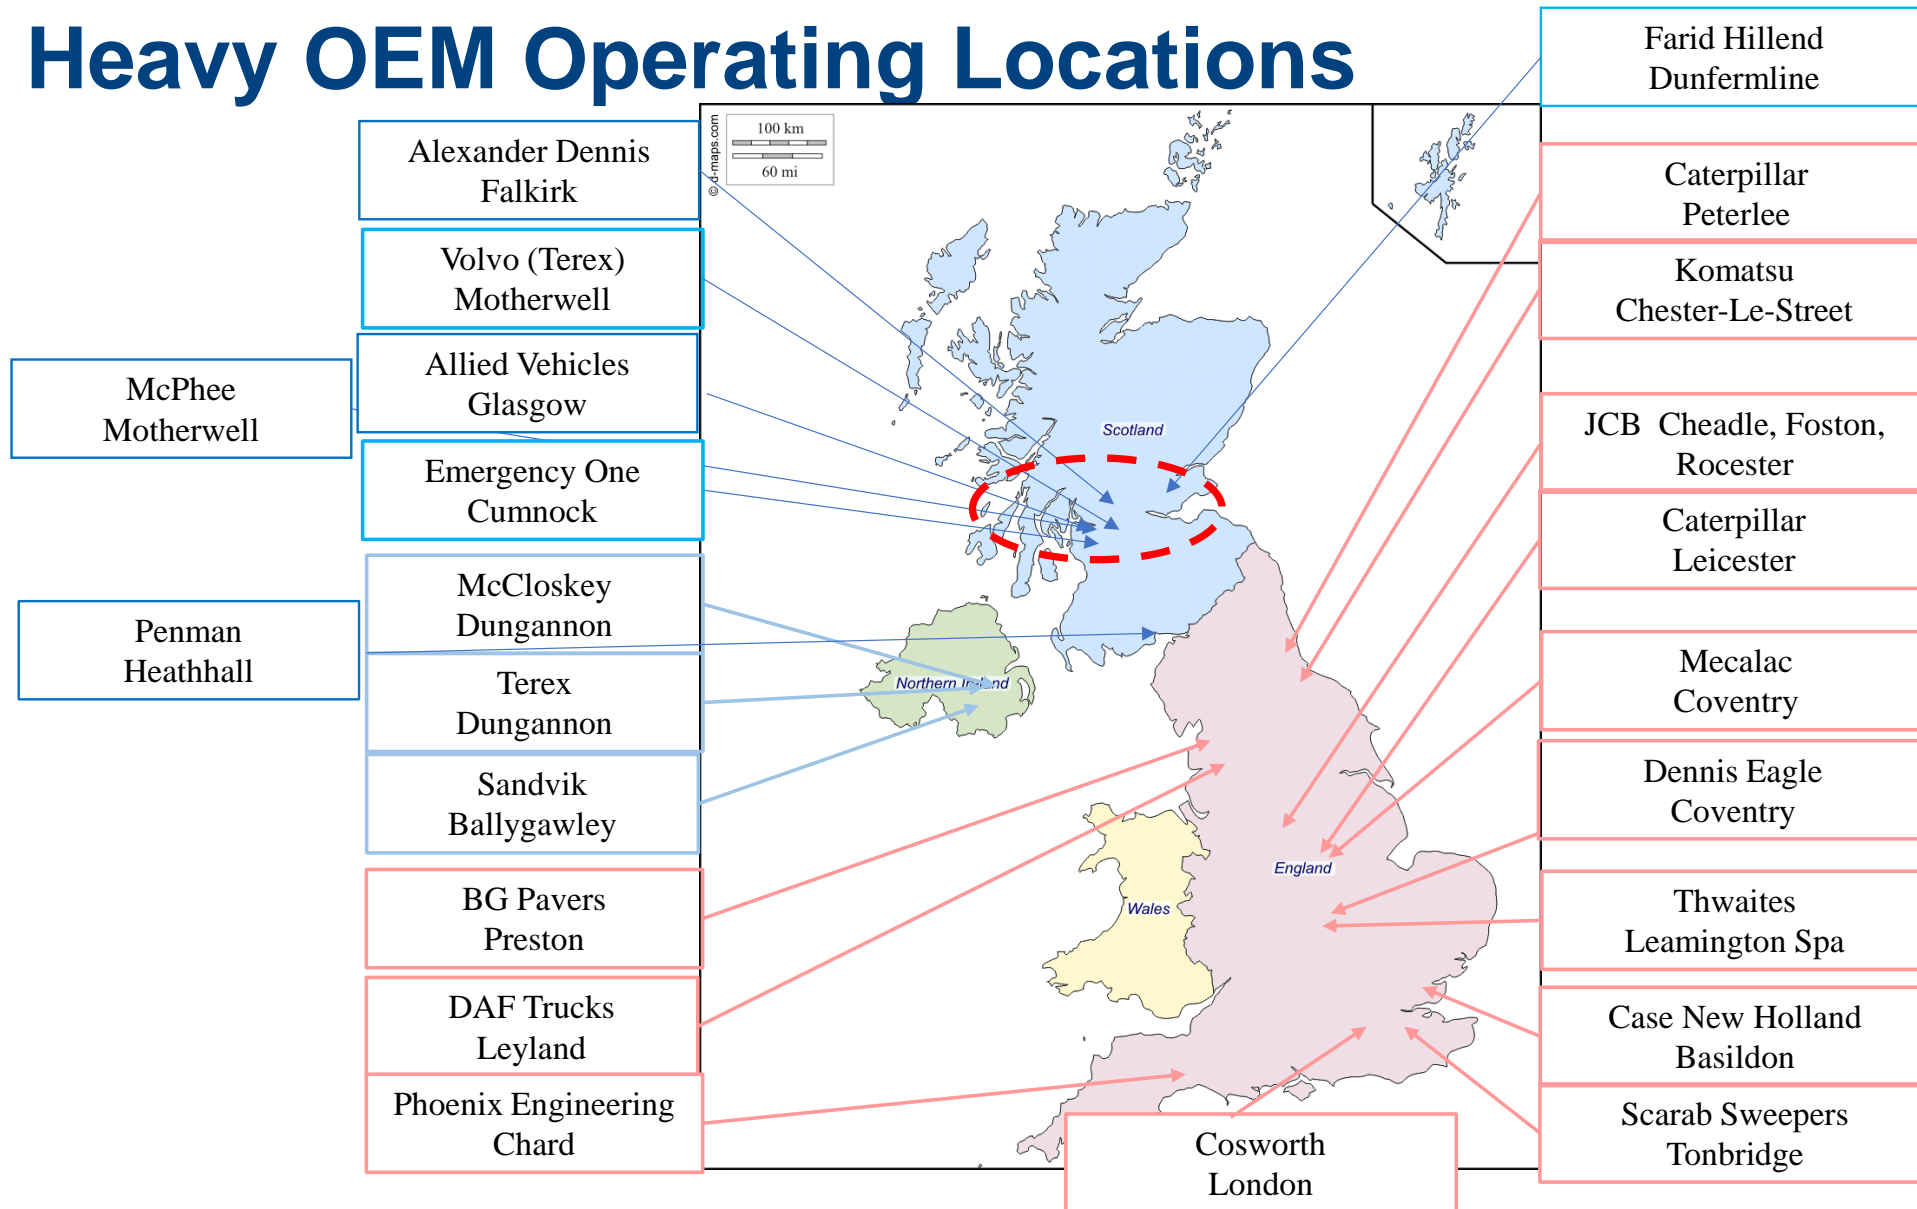 Heavy OEM Operating Locations
Farid Hillend
Dunfermline
Alexander Dennis
Falkirk
Volvo (Terex)
Motherwell
Allied Vehicles
Glasgow
McPhee
Motherwell
Emergency One
Cumnock
McCloskey
Dungannon
Penman
Heathhall
Terex
Dungannon
Sandvik
Ballygawley
BG Pavers
Preston
DAF Trucks
Leyland
Phoenix Engineering
Chard
© d-maps.com
100 km
60 mi
Scotland
Northern Ireland
England
Wales
Caterpillar
Peterlee
Komatsu
Chester-Le-Street
JCB  Cheadle, Foston,
Rocester
Caterpillar
Leicester
Mecalac
Coventry
Dennis Eagle
Coventry
Thwaites
Leamington Spa
Case New Holland
Basildon
Scarab Sweepers
Tonbridge
Cosworth
London